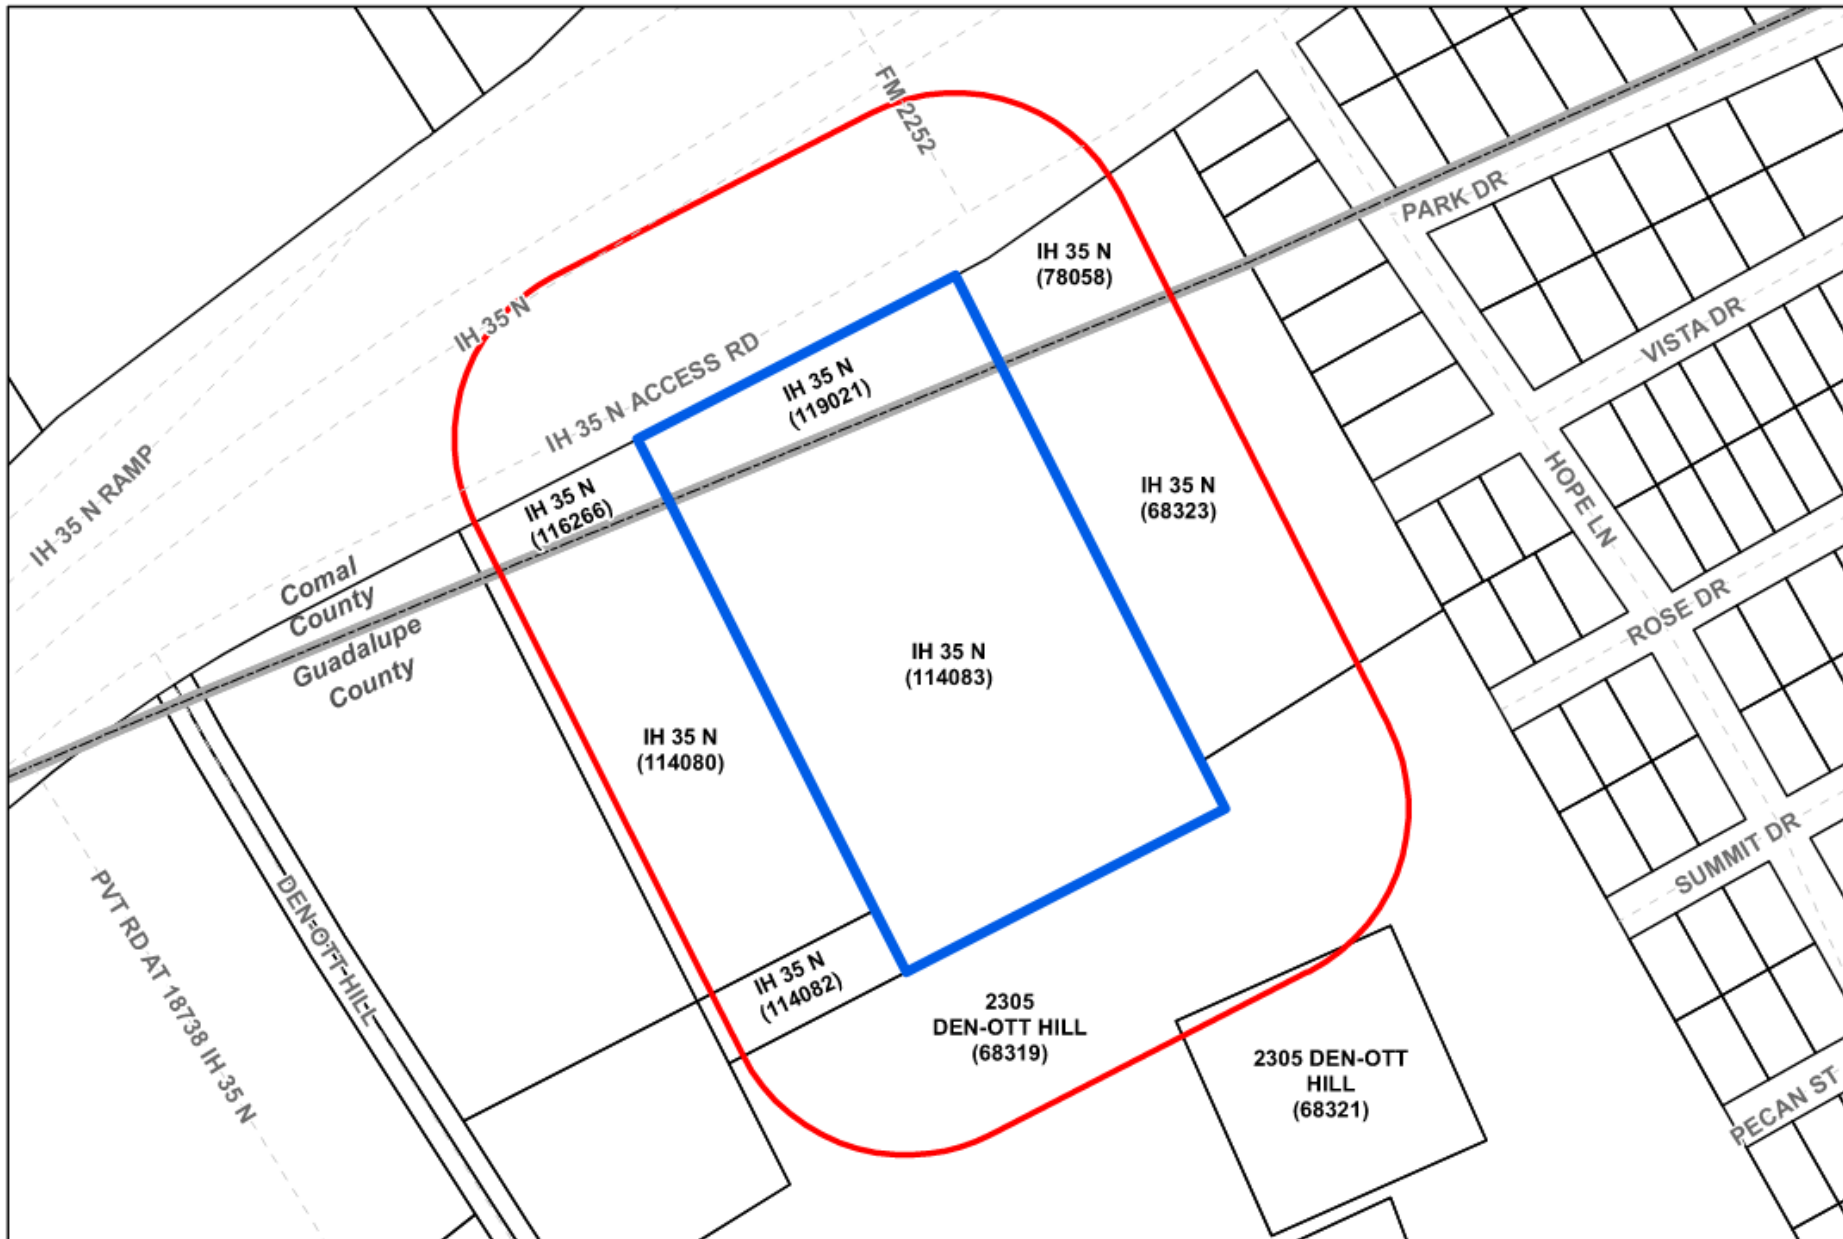 FM 2252
PARK DR
IH 35 N
(78058)
IH 35 N
VISTA DR
IH 35 N ACCESS RD
IH 35 N
(119021)
IH 35 N RAMP
IH 35 N
(116266)
IH 35 N
(68323)
HOPE LN
Comal
County
Guadalupe
County
ROSE DR
IH 35 N
(114083)
IH 35 N
(114080)
SUMMIT DR
PVT RD AT 18738 IH 35 N
DEN-OTT-HILL
IH 35 N
(114082)
2305
DEN-OTT HILL
(68319)
2305 DEN-OTT
HILL
(68321)
PECAN ST